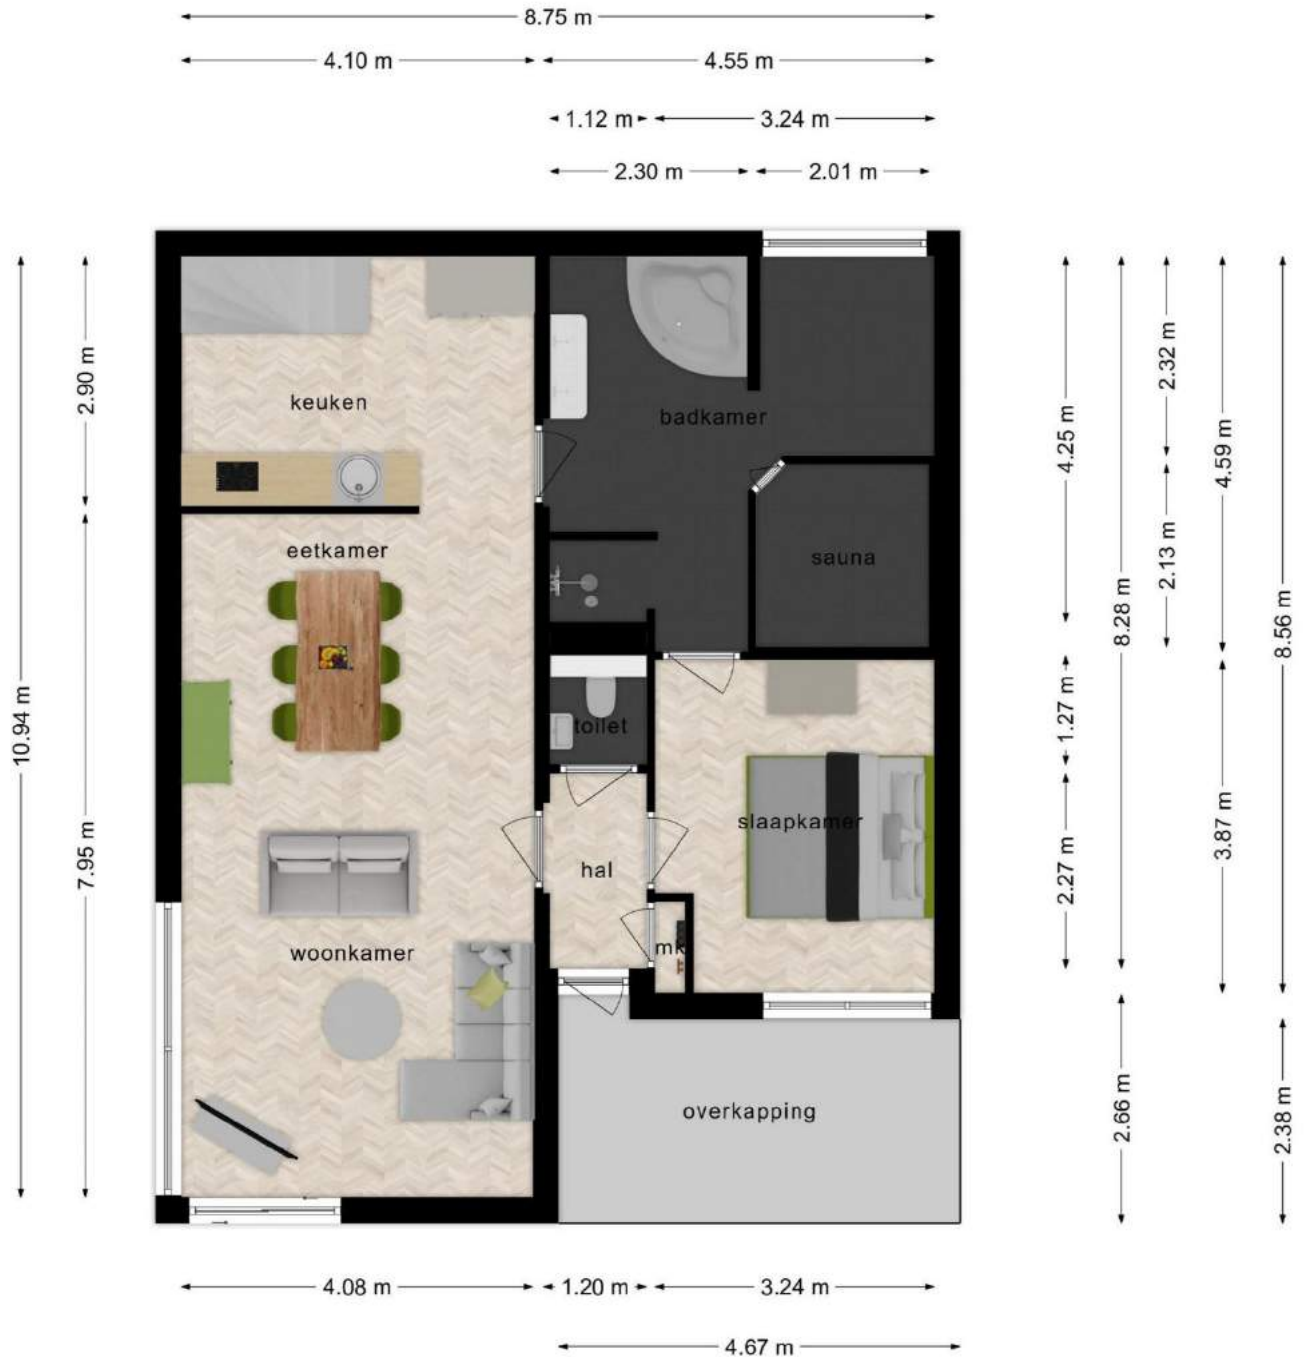 8.75 m
4.10 m
4.55 m
1.12 m
3.24 m
2.30 m
2.01 m
10.94 m
2.90 m
7.95 m
keuken
badkamer
eetkamer
sauna
toilet
slaapkamer
hal
mk
woonkamer
overkapping
4.25 m
1.27 m
2.27 m
8.28 m
2.66 m
2.32 m
2.13 m
4.59 m
3.87 m
8.56 m
2.38 m
4.08 m
1.20 m
3.24 m
4.67 m